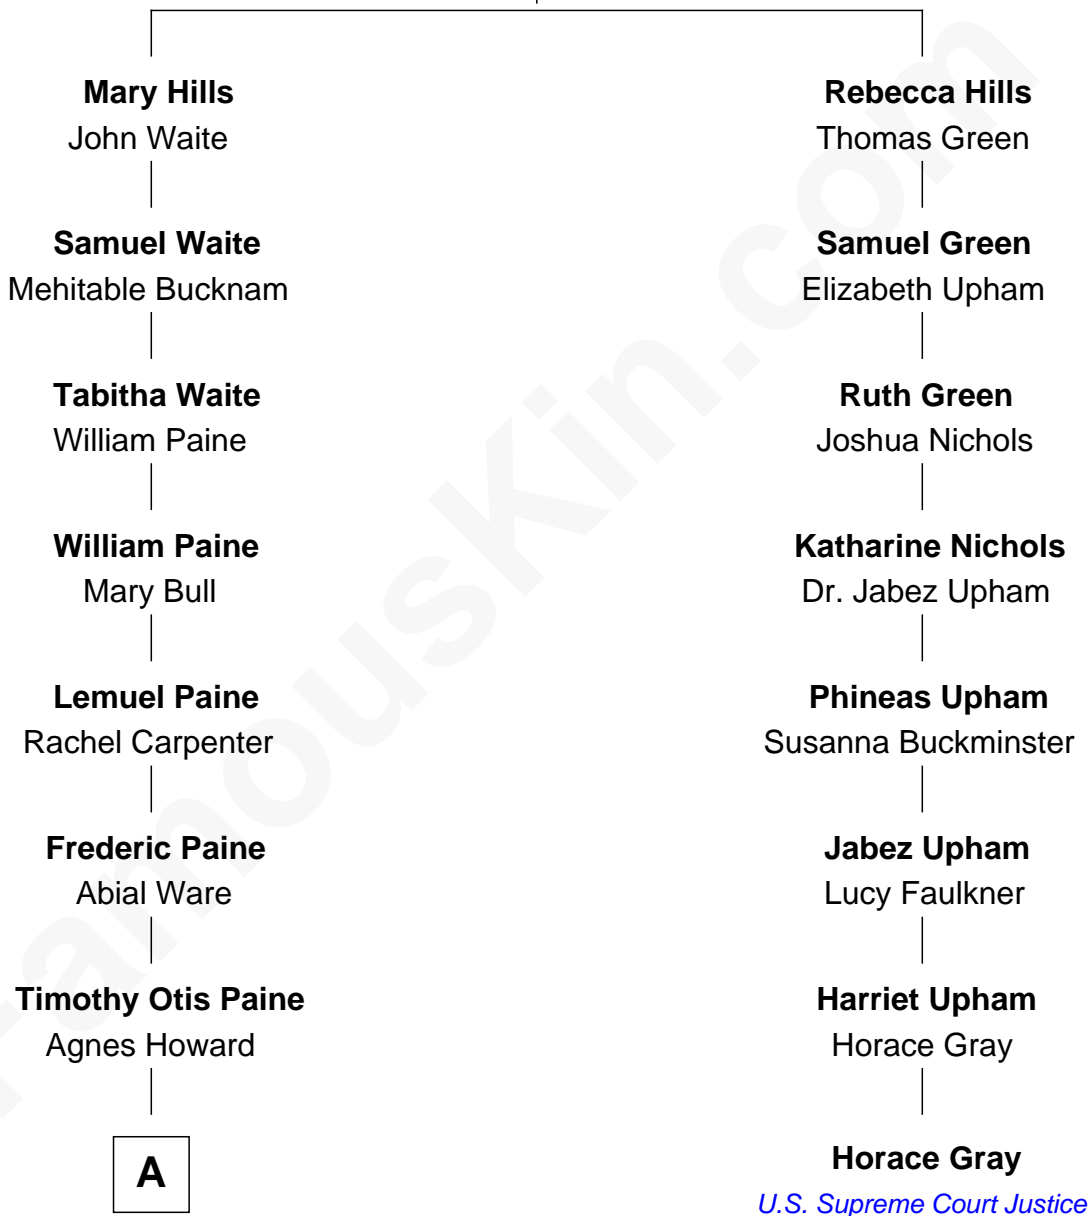 Mary Hills
John Waite
Samuel Waite
Mehitable Bucknam
Tabitha Waite
William Paine
William Paine
Mary Bull
Lemuel Paine
Rachel Carpenter
Frederic Paine
Abial Ware
Timothy Otis Paine
Agnes Howard
A
Rebecca Hills
Thomas Green
Samuel Green
Elizabeth Upham
Ruth Green
Joshua Nichols
Katharine Nichols
Dr. Jabez Upham
Phineas Upham
Susanna Buckminster
Jabez Upham
Lucy Faulkner
Harriet Upham
Horace Gray
Horace Gray
U.S. Supreme Court Justice
FamousKin.com